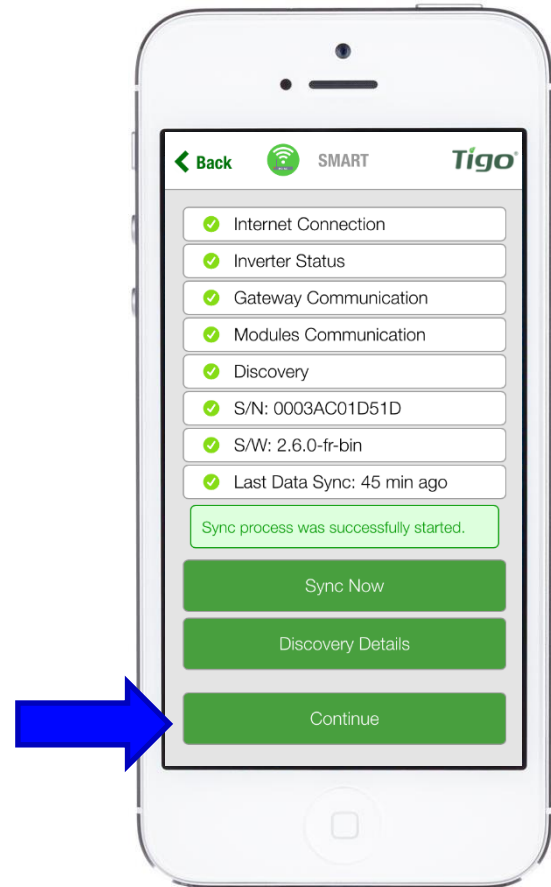 Back
SMART
Tigo
Internet Connection
Inverter Status
Gateway Communication
Modules Communication
Discovery
S/N: 0003AC01D51D
S/W: 2.6.0-fr-bin
Last Data Sync: 45 min ago
Sync process was successfully started.
Sync Now
Discovery Details
Continue